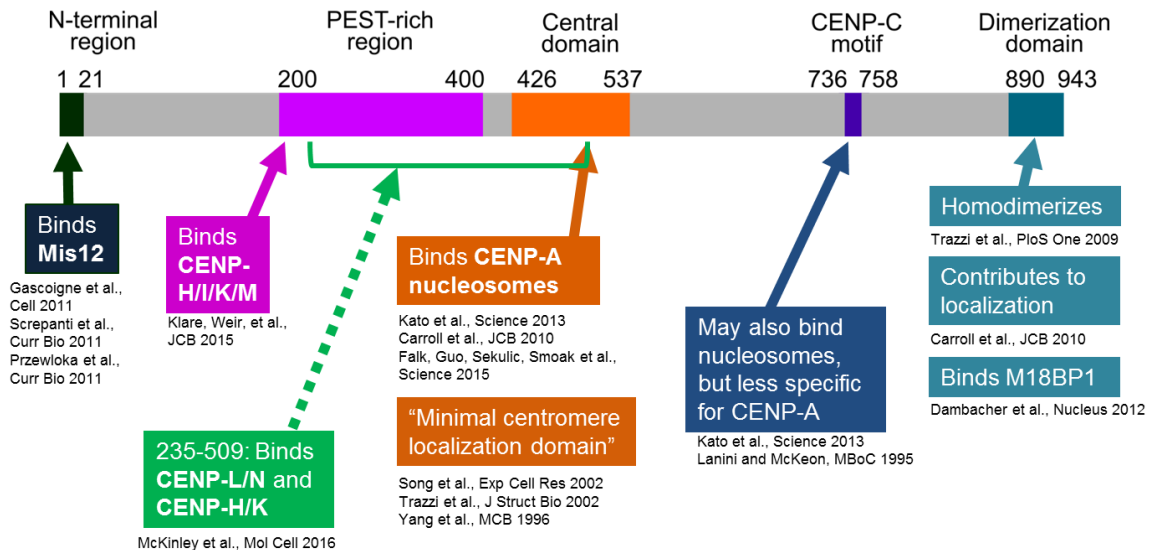 N-terminal
region
PEST-rich
region
Central
domain
CENP-C
motif
Dimerization
domain
1 21 200 400 426 537 736 758 890 943
Binds
Mis12
Gascoigne et al.,
Cell 2011
Screpanti et al.,
Curr Bio 2011
Przewloka et al.,
Curr Bio 2011
Binds
CENP-
H/I/K/M
Klare, Weir, et al.,
JCB 2015
235-509: Binds
CENP-L/N and
CENP-H/K
McKinley et al., Mol Cell 2016
Binds CENP-A
nucleosomes
Kato et al., Science 2013
Carroll et al., JCB 2010
Falk, Guo, Sekulic, Smoak et al.,
Science 2015
“Minimal centromere
localization domain”
Song et al., Exp Cell Res 2002
Trazzi et al., J Struct Bio 2002
Yang et al., MCB 1996
May also bind
nucleosomes,
but less specific
for CENP-A
Kato et al., Science 2013
Lanini and McKeon, MBoC 1995
Homodimerizes
Trazzi et al., PloS One 2009
Contributes to
localization
Carroll et al., JCB 2010
Binds M18BP1
Dambacher et al., Nucleus 2012